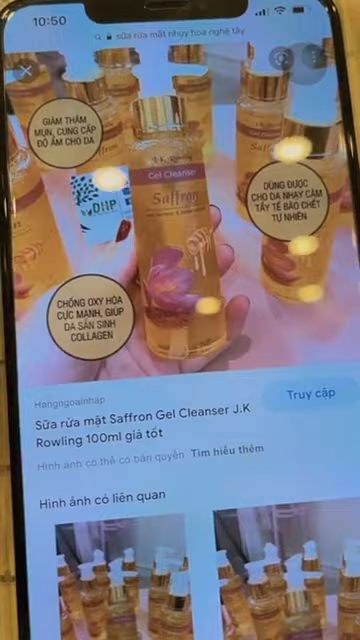 10:50
sữa rửa mặt nhụy hoa nghệ tây
GIẢM THÂM
MỤN, CUNG CẤP
ĐỘ ẨM CHO DA
Gel Cleanser
Saffron
DHP
DÙNG ĐƯỢC
CHO DA NHẠY CẢM
TẨY TẾ BÀO CHẾT
TỰ NHIÊN
CHỐNG OXY HÓA
CỰC MẠNH, GIÚP
DA SẢN SINH
COLLAGEN
Hangngoainhap
Truy cập
Sữa rửa mặt Saffron Gel Cleanser J.K
Rowling 100ml giá tốt
Hình ảnh có thể có bản quyền Tìm hiểu thêm
Hình ảnh có liên quan